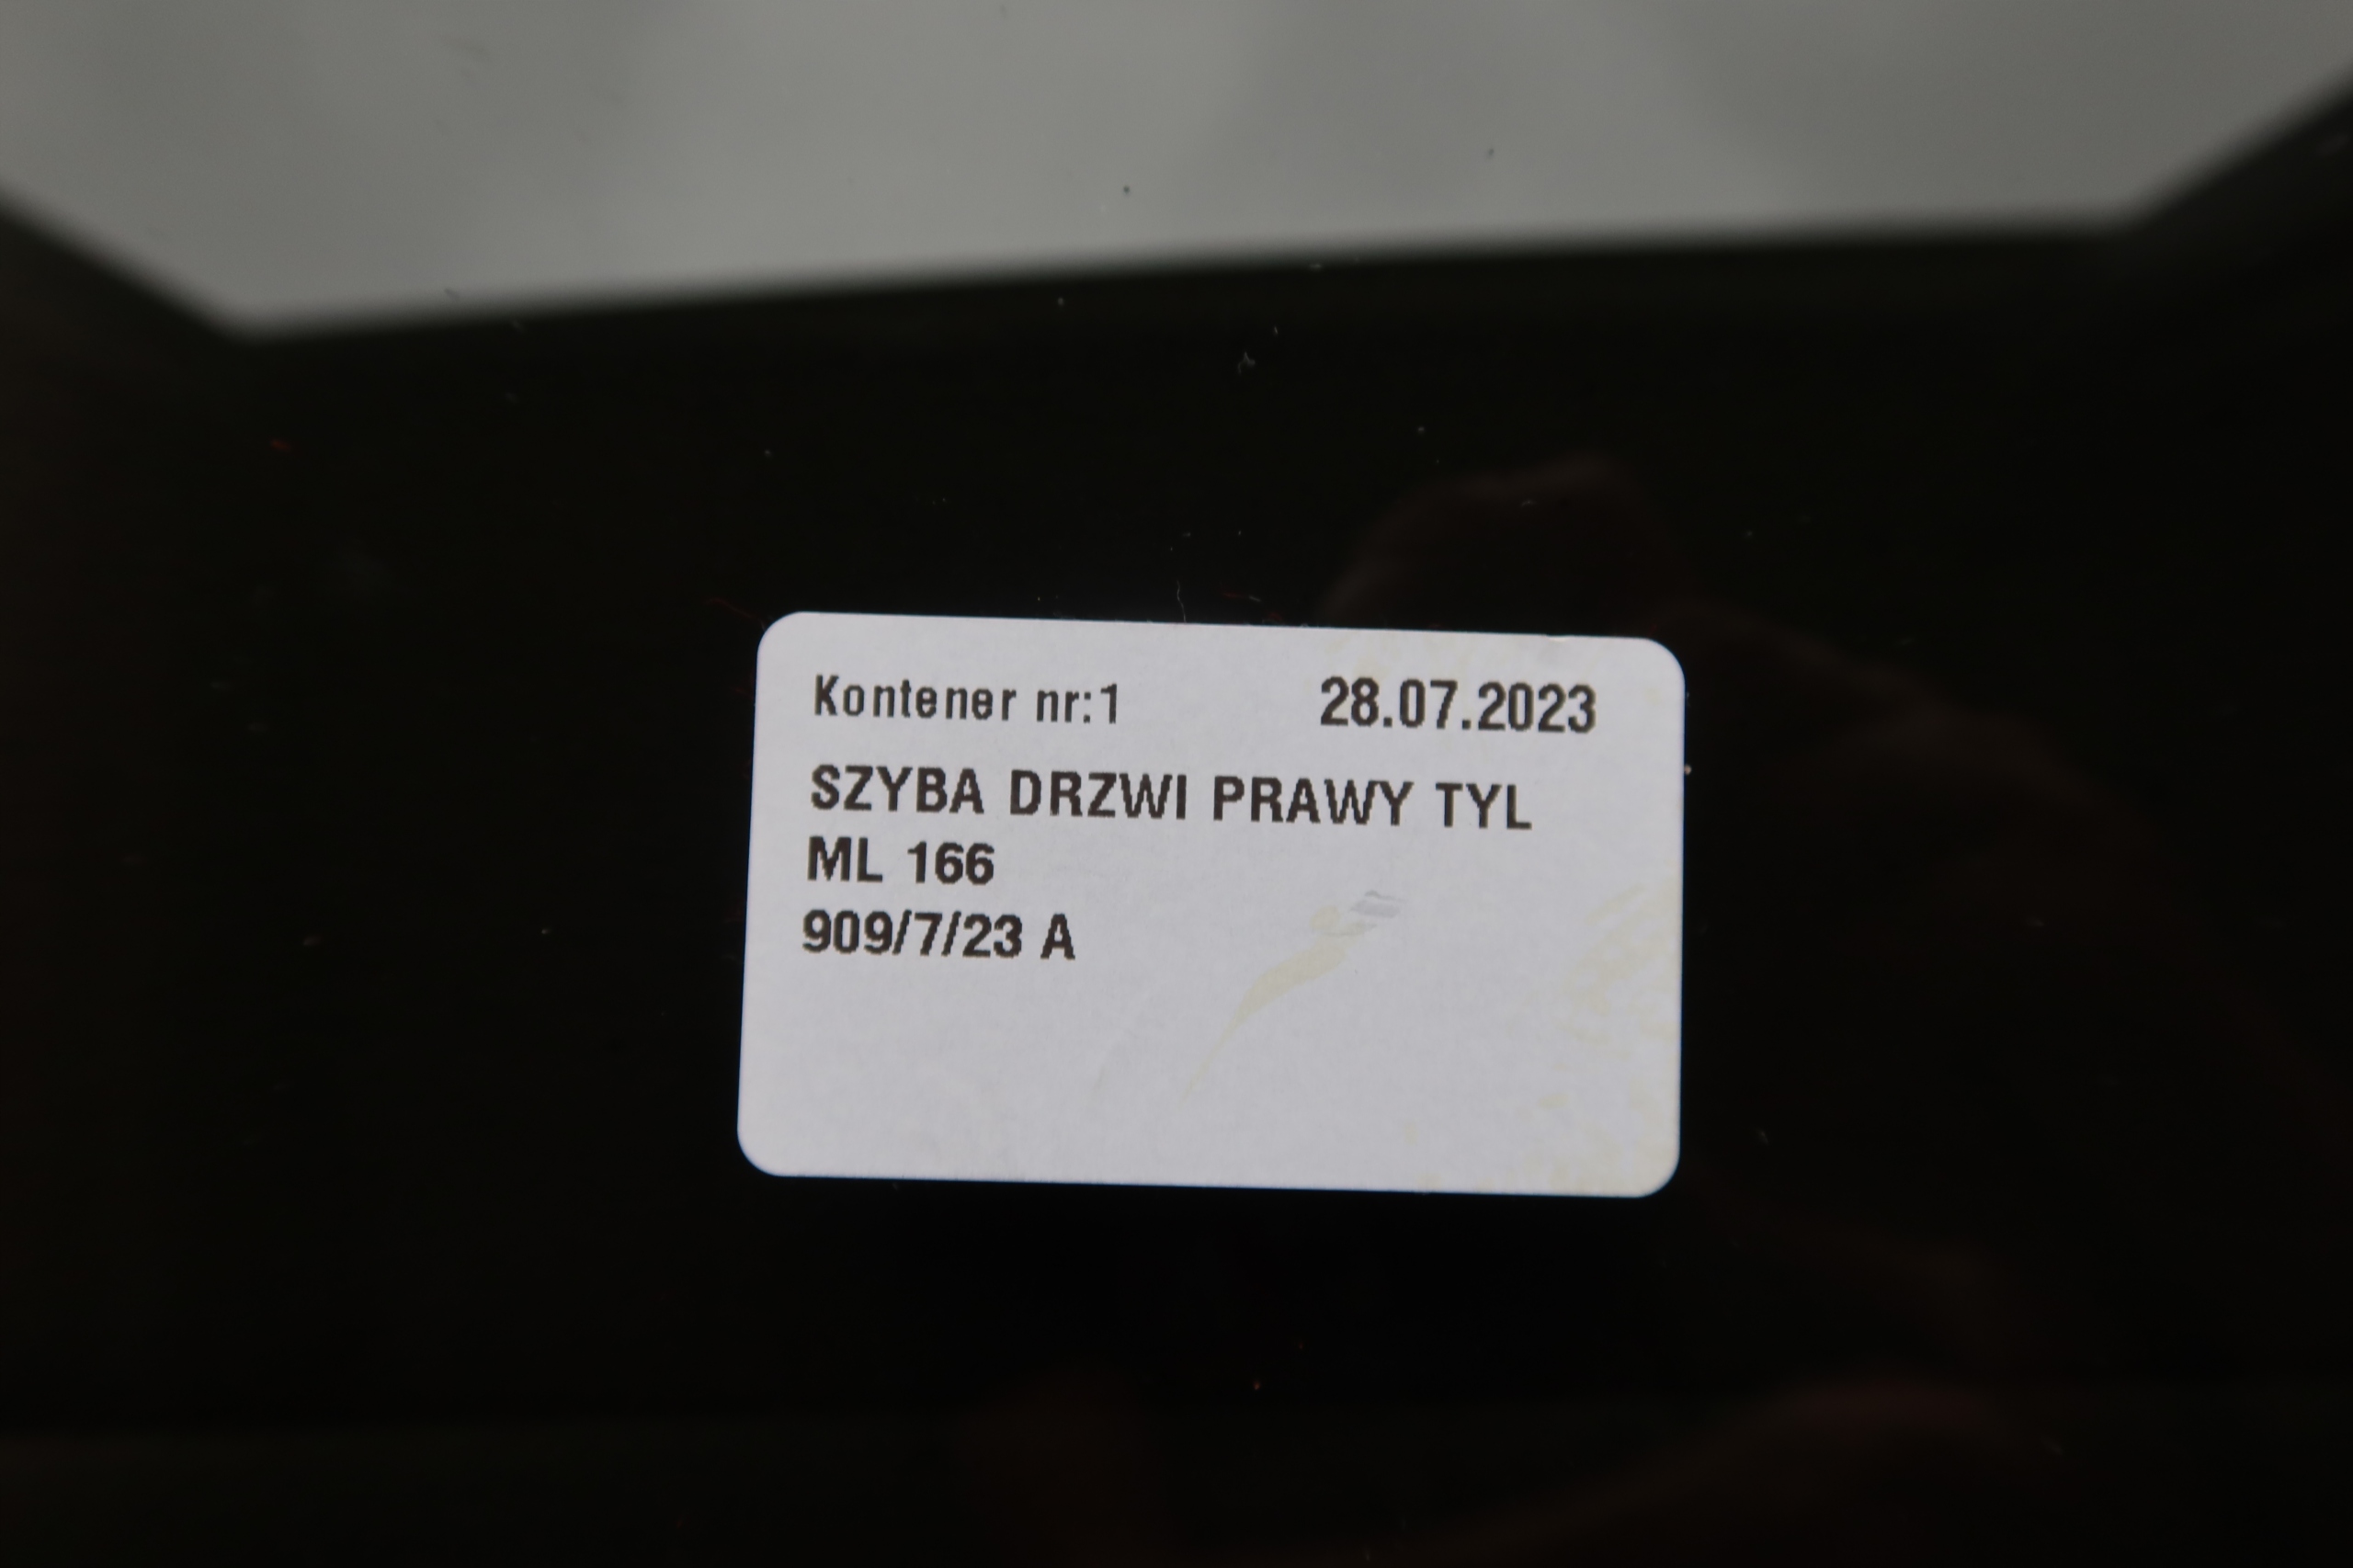 Kontener nr:1 28.07.2023
SZYBA DRZWI PRAWY TYL
ML 166
909/7/23 A